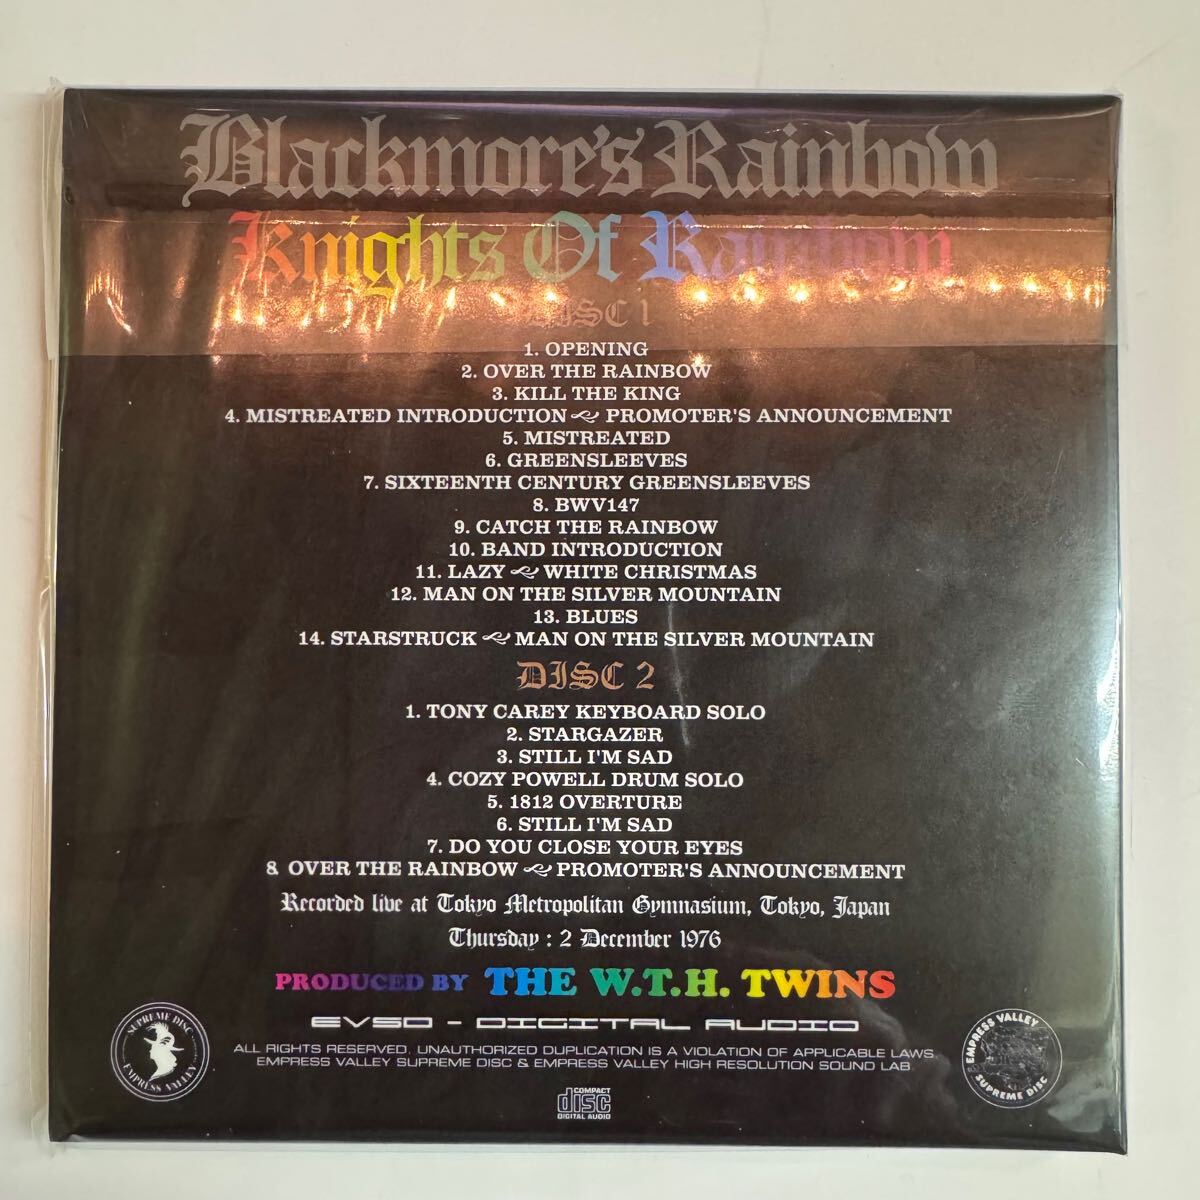 Blackmore's Rainbow
Knights Of Rainbow
DISC 1
1. OPENING
2. OVER THE RAINBOW
3. KILL THE KING
4. MISTREATED INTRODUCTION ~ PROMOTER'S ANNOUNCEMENT
5. MISTREATED
6. GREENSLEEVES
7. SIXTEENTH CENTURY GREENSLEEVES
8. BWV147
9. CATCH THE RAINBOW
10. BAND INTRODUCTION
11. LAZY ~ WHITE CHRISTMAS
12. MAN ON THE SILVER MOUNTAIN
13. BLUES
14. STARSTRUCK ~ MAN ON THE SILVER MOUNTAIN
DISC 2
1. TONY CAREY KEYBOARD SOLO
2. STARGAZER
3. STILL I'M SAD
4. COZY POWELL DRUM SOLO
5. 1812 OVERTURE
6. STILL I'M SAD
7. DO YOU CLOSE YOUR EYES
8. OVER THE RAINBOW ~ PROMOTER'S ANNOUNCEMENT
Recorded live at Tokyo Metropolitan Gymnasium, Tokyo, Japan
Thursday : 2 December 1976
PRODUCED BY THE W.T.H. TWINS
EVSD - DIGITAL AUDIO
ALL RIGHTS RESERVED. UNAUTHORIZED DUPLICATION IS A VIOLATION OF APPLICABLE LAWS.
EMPRESS VALLEY SUPREME DISC & EMPRESS VALLEY HIGH RESOLUTION SOUND LAB.
SUPREME DISC
EMPRESS VALLEY
EMPRESS VALLEY
SUPREME DISC
COMPACT
disc
DIGITAL AUDIO